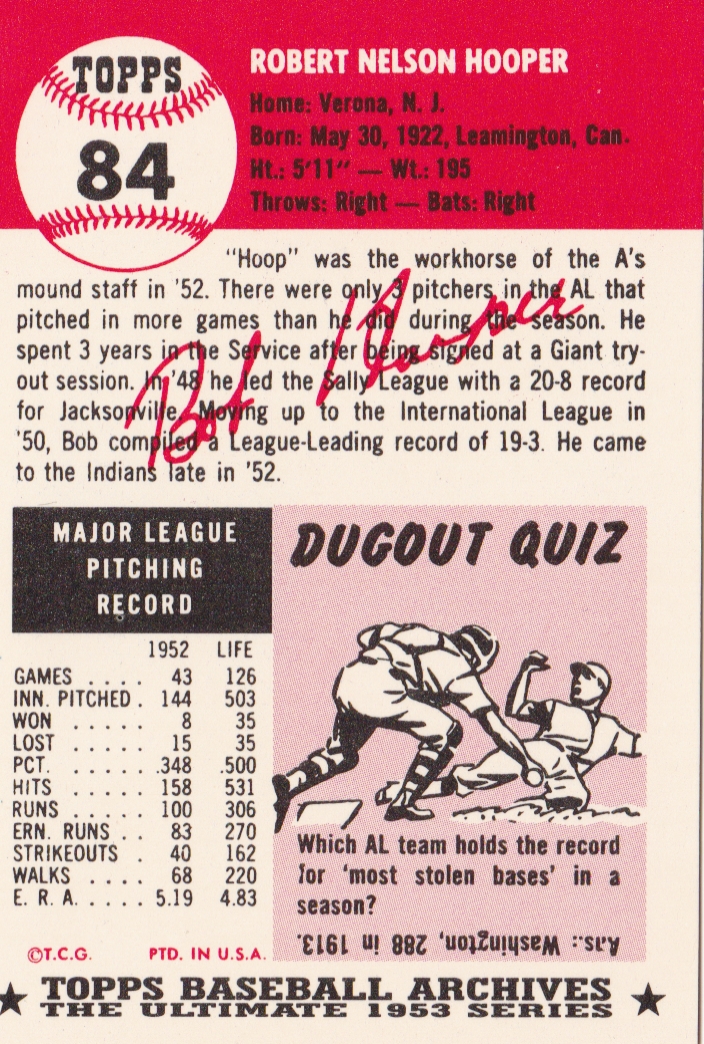 TOPPS
84
ROBERT NELSON HOOPER
Home: Verona, N. J.
Born: May 30, 1922, Leamington, Can.
Ht.: 5'11" — Wt.: 195
Throws: Right — Bats: Right
"Hoop" was the workhorse of the A's
mound staff in '52. There were only 3 pitchers in the AL that
pitched in more games than he did during the season. He
spent 3 years in the Service after being signed at a Giant try-
out session. In '48 he led the Sally League with a 20-8 record
for Jacksonville. Moving up to the International League in
'50, Bob compiled a League-Leading record of 19-3. He came
to the Indians late in '52.
Bob Hooper
MAJOR LEAGUE
PITCHING
RECORD
1952 LIFE
GAMES .... 43 126
INN. PITCHED . 144 503
WON ..... 8 35
LOST ..... 15 35
PCT. ..... .348 .500
HITS ..... 158 531
RUNS ..... 100 306
ERN. RUNS .. 83 270
STRIKEOUTS . 40 162
WALKS .... 68 220
E. R. A. .... 5.19 4.83
©T.C.G. PTD. IN U.S.A.
DUGOUT QUIZ
Which AL team holds the record
for 'most stolen bases' in a
season?
Ans.: Washington, 288 in 1913.
TOPPS BASEBALL ARCHIVES
THE ULTIMATE 1953 SERIES